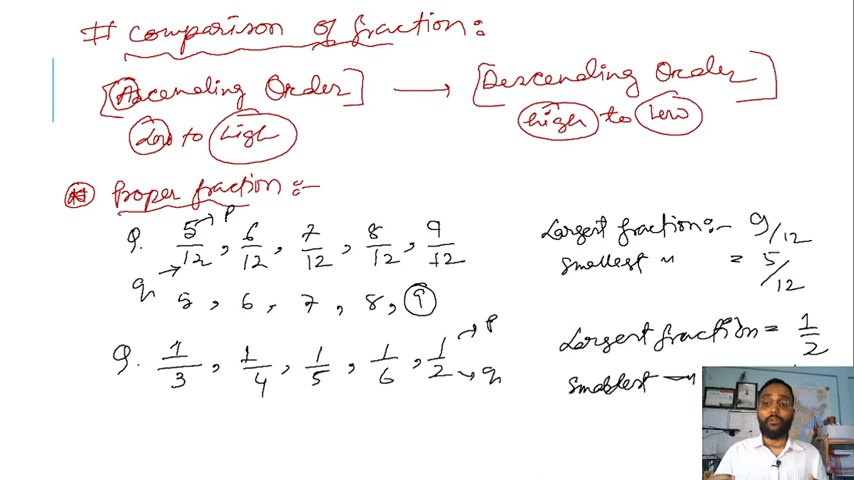 # Comparison of fraction:
[Ascending Order] → [Descending Order]
Low to high
high to Low
* Proper fraction :-
Q. 5/12 → P, 6/12, 7/12, 8/12, 9/12
q →
5, 6, 7, 8, 9
Q. 1/3, 1/4, 1/5, 1/6, 1/2 → P
→ q
Largest fraction:- 9/12
Smallest " = 5/12
Largest fraction = 1/2
Smallest — "